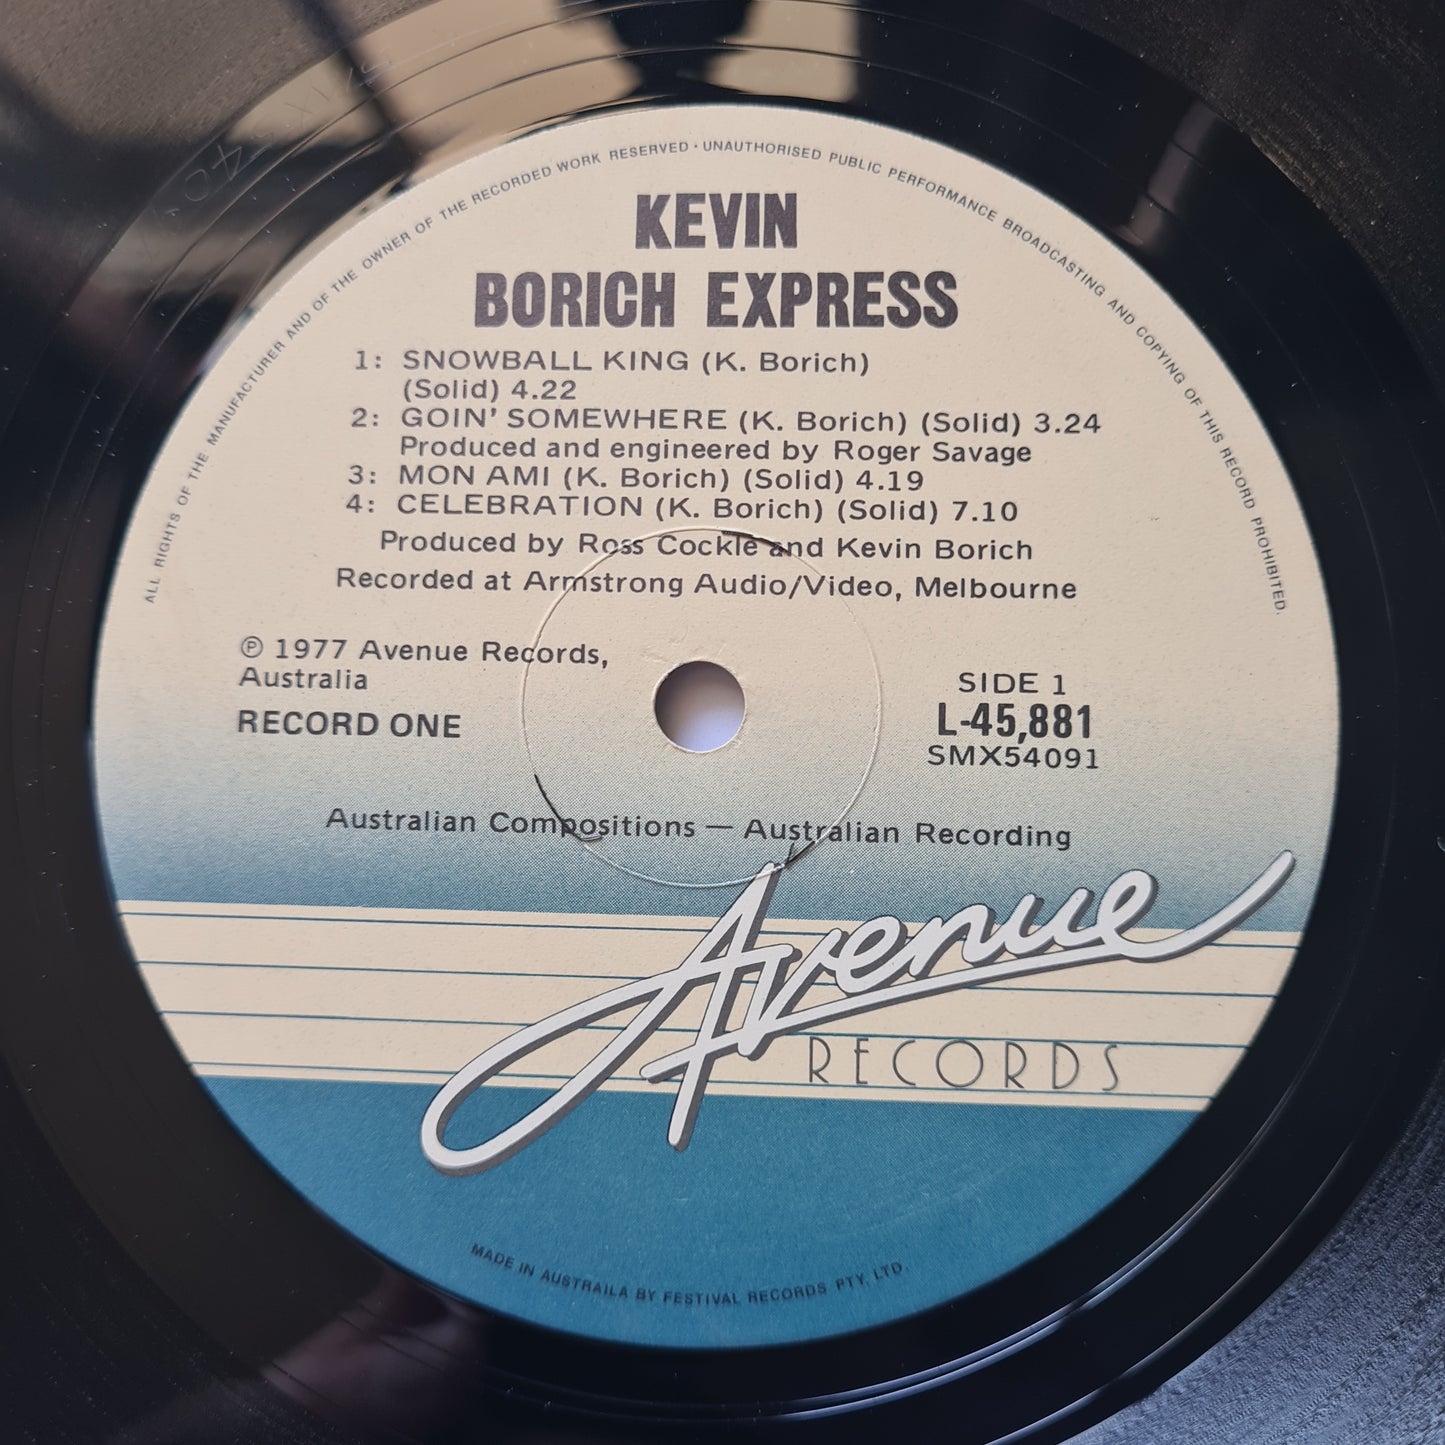 ALL RIGHTS OF THE MANUFACTURER AND OF THE OWNER OF THE RECORDED WORK RESERVED · UNAUTHORISED PUBLIC PERFORMANCE BROADCASTING AND COPYING OF THIS RECORD PROHIBITED.
KEVIN
BORICH EXPRESS
1: SNOWBALL KING (K. Borich)
(Solid) 4.22
2: GOIN' SOMEWHERE (K. Borich) (Solid) 3.24
Produced and engineered by Roger Savage
3: MON AMI (K. Borich) (Solid) 4.19
4: CELEBRATION (K. Borich) (Solid) 7.10
Produced by Ross Cockle and Kevin Borich
Recorded at Armstrong Audio/Video, Melbourne
℗ 1977 Avenue Records,
Australia
RECORD ONE
SIDE 1
L-45,881
SMX54091
Australian Compositions — Australian Recording
Avenue
RECORDS
MADE IN AUSTRAILA BY FESTIVAL RECORDS PTY. LTD.